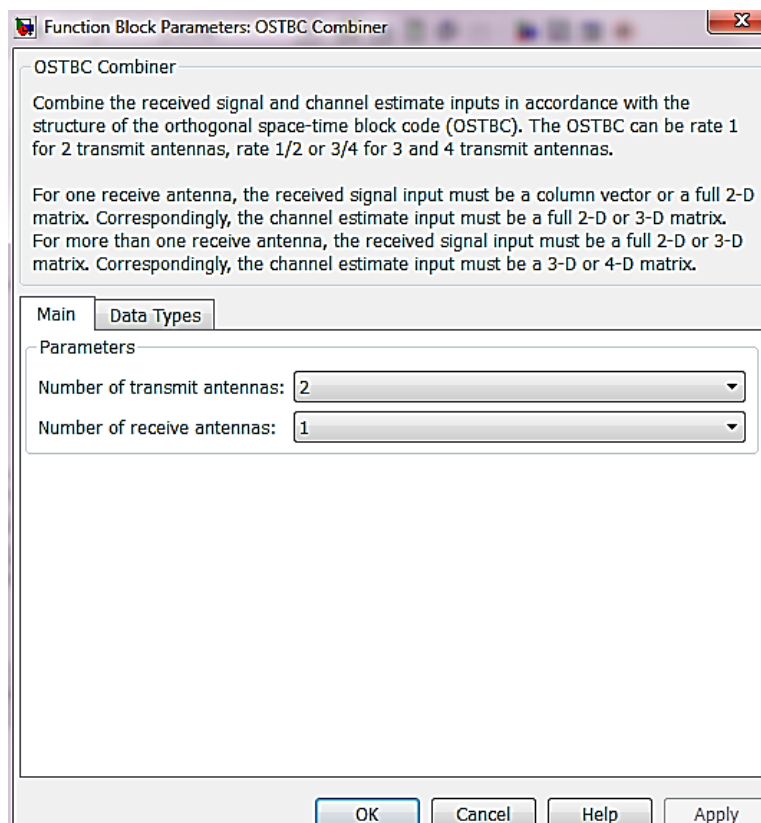 Function Block Parameters: OSTBC Combiner
x
OSTBC Combiner
Combine the received signal and channel estimate inputs in accordance with the
structure of the orthogonal space-time block code (OSTBC). The OSTBC can be rate 1
for 2 transmit antennas, rate 1/2 or 3/4 for 3 and 4 transmit antennas.
For one receive antenna, the received signal input must be a column vector or a full 2-D
matrix. Correspondingly, the channel estimate input must be a full 2-D or 3-D matrix.
For more than one receive antenna, the received signal input must be a full 2-D or 3-D
matrix. Correspondingly, the channel estimate input must be a 3-D or 4-D matrix.
Main Data Types
Parameters
Number of transmit antennas: 2
Number of receive antennas: 1
OK Cancel Help Apply